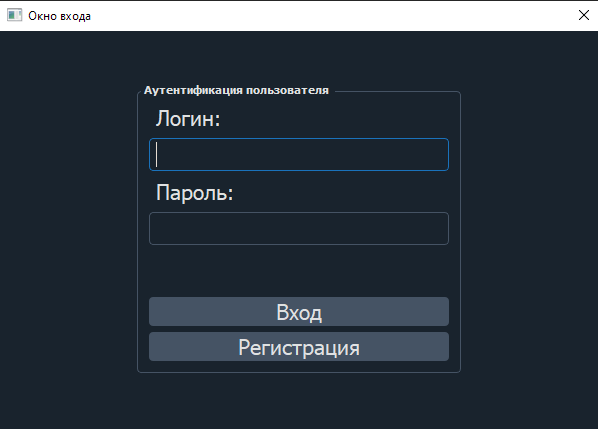 Окно входа
Аутентификация пользователя
Логин:
Пароль:
Вход
Регистрация